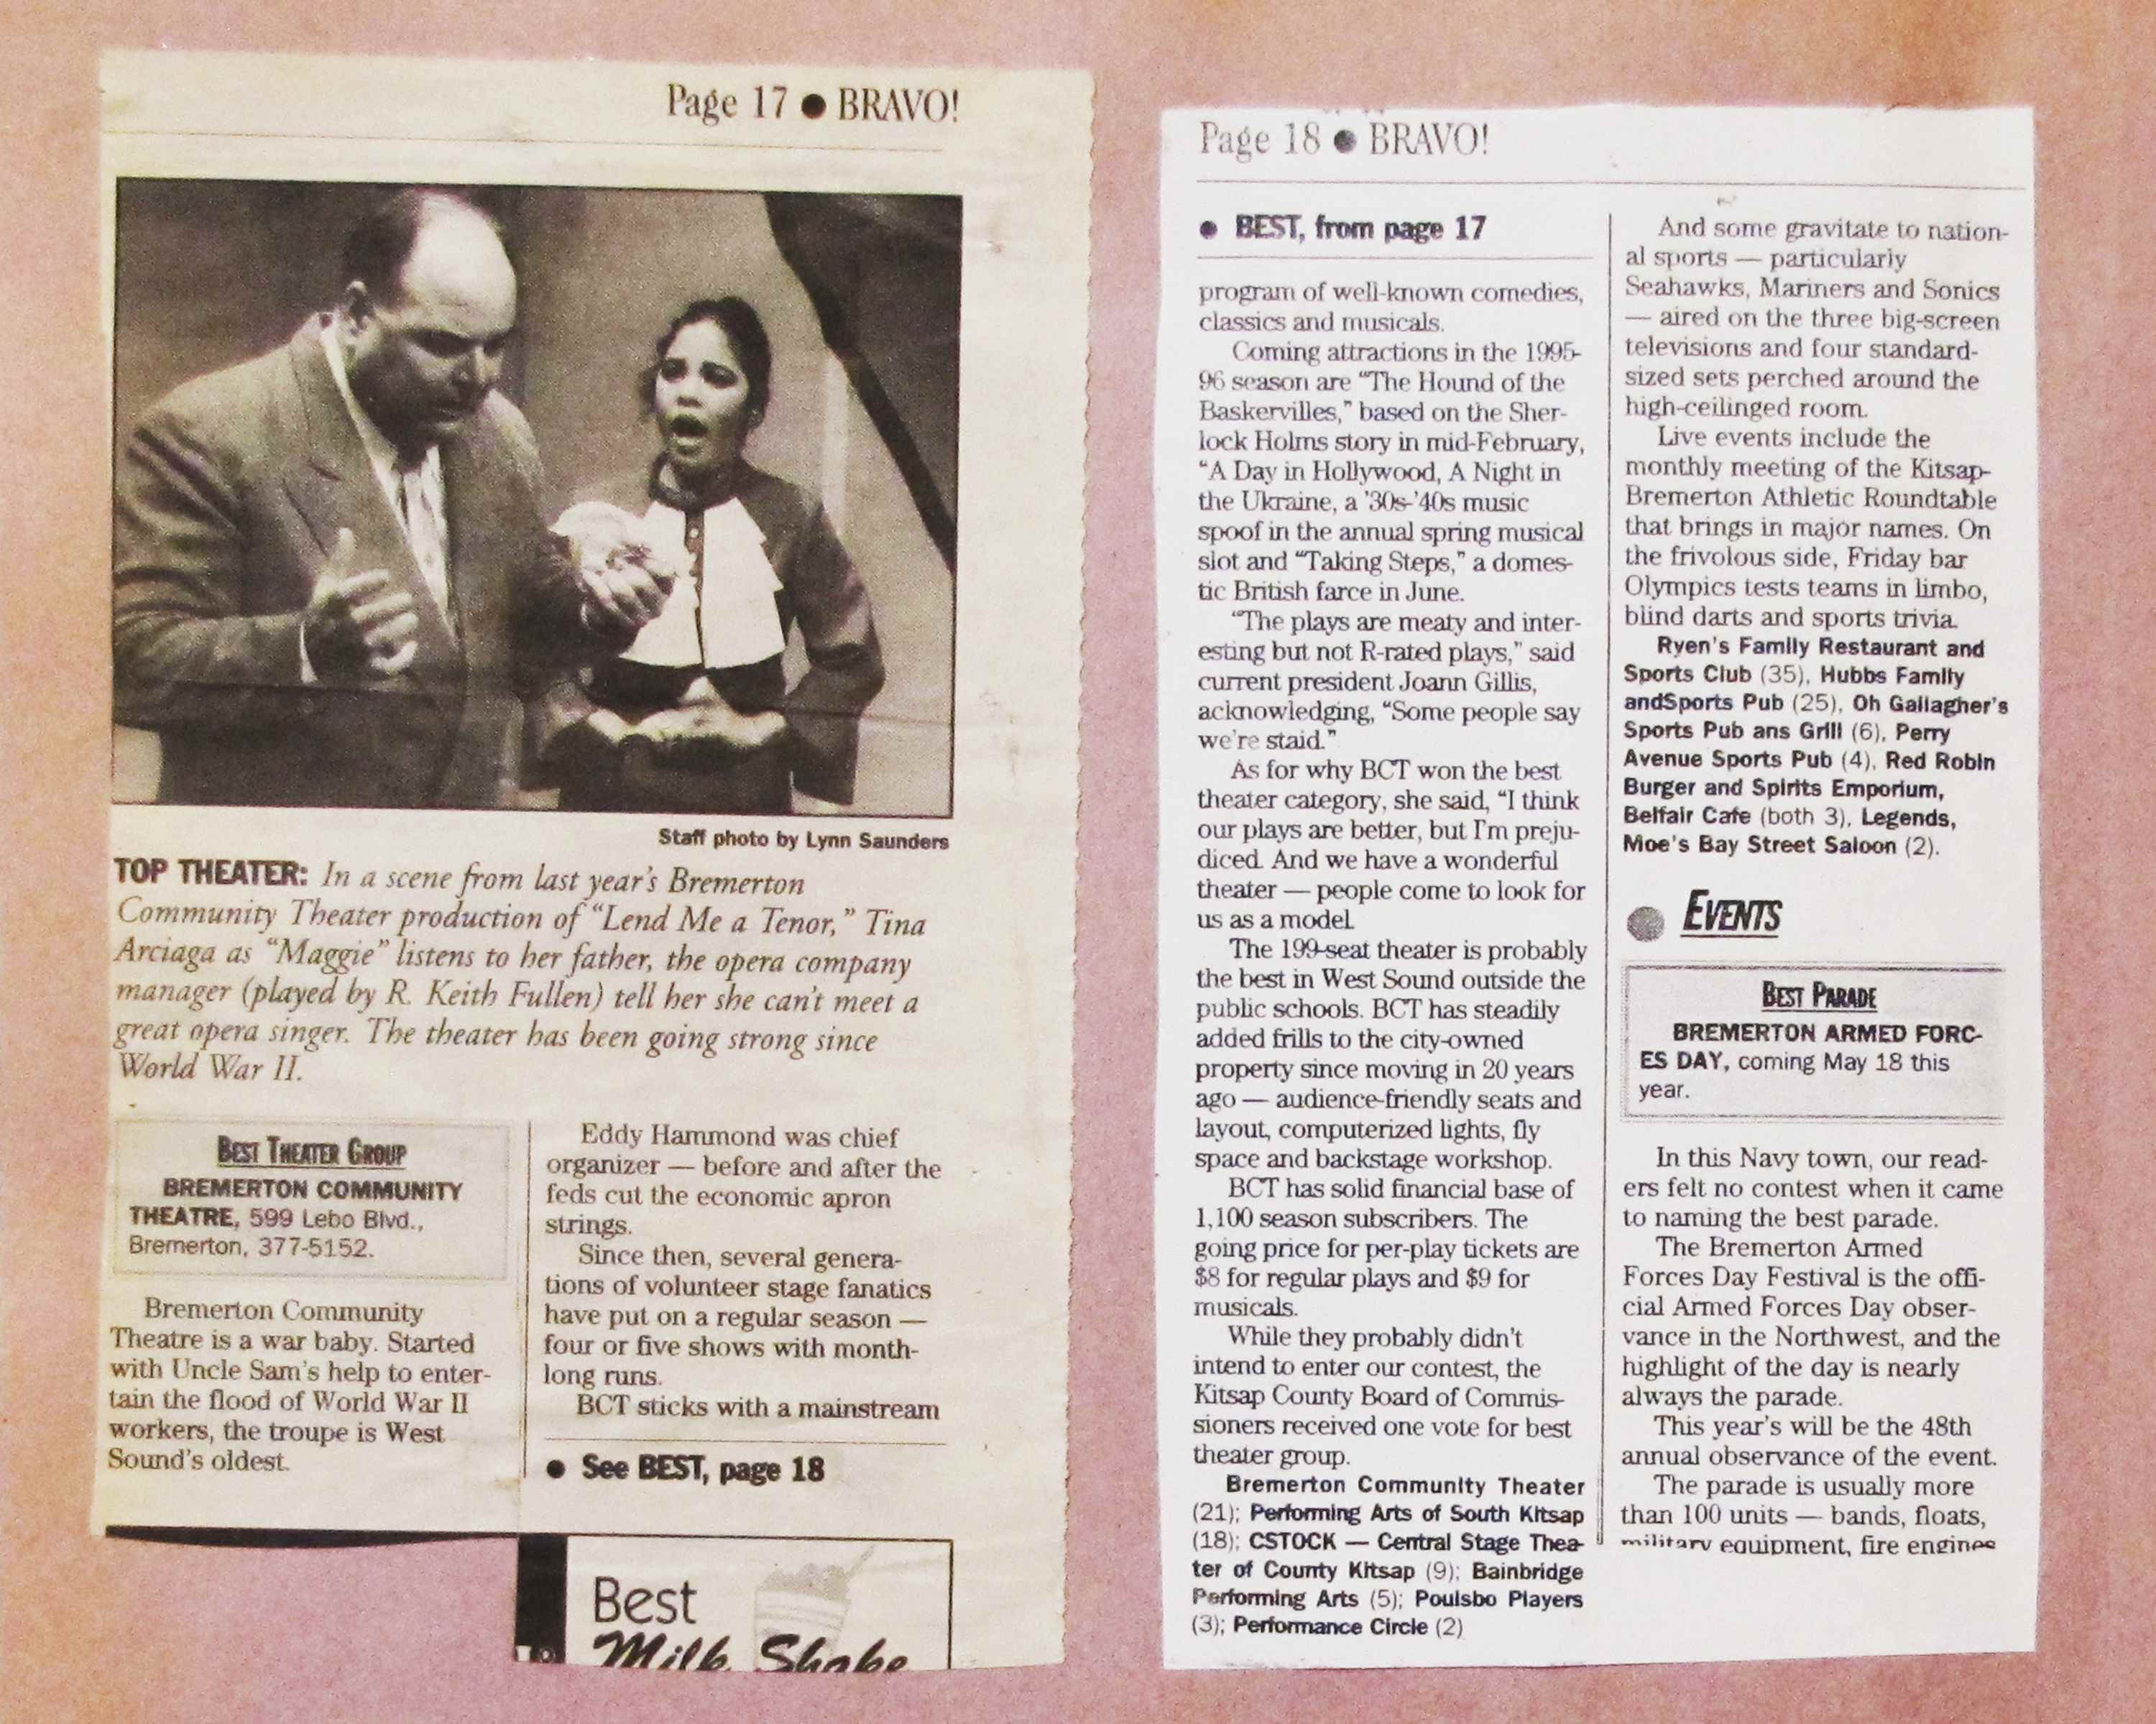 Page 17 ● BRAVO!
Staff photo by Lynn Saunders
TOP THEATER: In a scene from last year's Bremerton
Community Theater production of "Lend Me a Tenor," Tina
Arciaga as "Maggie" listens to her father, the opera company
manager (played by R. Keith Fullen) tell her she can't meet a
great opera singer. The theater has been going strong since
World War II.
BEST THEATER GROUP
BREMERTON COMMUNITY
THEATRE, 599 Lebo Blvd.,
Bremerton, 377-5152.
Bremerton Community
Theatre is a war baby. Started
with Uncle Sam's help to enter-
tain the flood of World War II
workers, the troupe is West
Sound's oldest.
Eddy Hammond was chief
organizer — before and after the
feds cut the economic apron
strings.
Since then, several genera-
tions of volunteer stage fanatics
have put on a regular season —
four or five shows with month-
long runs.
BCT sticks with a mainstream
● See BEST, page 18
Best
Milk Shake
Page 18 ● BRAVO!
● BEST, from page 17
program of well-known comedies,
classics and musicals.
Coming attractions in the 1995-
96 season are "The Hound of the
Baskervilles," based on the Sher-
lock Holms story in mid-February,
"A Day in Hollywood, A Night in
the Ukraine, a '30s-'40s music
spoof in the annual spring musical
slot and "Taking Steps," a domes-
tic British farce in June.
"The plays are meaty and inter-
esting but not R-rated plays," said
current president Joann Gillis,
acknowledging, "Some people say
we're staid."
As for why BCT won the best
theater category, she said, "I think
our plays are better, but I'm preju-
diced. And we have a wonderful
theater — people come to look for
us as a model.
The 199-seat theater is probably
the best in West Sound outside the
public schools. BCT has steadily
added frills to the city-owned
property since moving in 20 years
ago — audience-friendly seats and
layout, computerized lights, fly
space and backstage workshop.
BCT has solid financial base of
1,100 season subscribers. The
going price for per-play tickets are
$8 for regular plays and $9 for
musicals.
While they probably didn't
intend to enter our contest, the
Kitsap County Board of Commis-
sioners received one vote for best
theater group.
Bremerton Community Theater
(21); Performing Arts of South Kitsap
(18); CSTOCK — Central Stage Thea-
ter of County Kitsap (9); Bainbridge
Performing Arts (5); Poulsbo Players
(3); Performance Circle (2)
And some gravitate to nation-
al sports — particularly
Seahawks, Mariners and Sonics
— aired on the three big-screen
televisions and four standard-
sized sets perched around the
high-ceilinged room.
Live events include the
monthly meeting of the Kitsap-
Bremerton Athletic Roundtable
that brings in major names. On
the frivolous side, Friday bar
Olympics tests teams in limbo,
blind darts and sports trivia.
Ryen's Family Restaurant and
Sports Club (35), Hubbs Family
andSports Pub (25), Oh Gallagher's
Sports Pub ans Grill (6), Perry
Avenue Sports Pub (4), Red Robin
Burger and Spirits Emporium,
Belfair Cafe (both 3), Legends,
Moe's Bay Street Saloon (2).
● EVENTS
BEST PARADE
BREMERTON ARMED FORC-
ES DAY, coming May 18 this
year.
In this Navy town, our read-
ers felt no contest when it came
to naming the best parade.
The Bremerton Armed
Forces Day Festival is the offi-
cial Armed Forces Day obser-
vance in the Northwest, and the
highlight of the day is nearly
always the parade.
This year's will be the 48th
annual observance of the event.
The parade is usually more
than 100 units — bands, floats,
military equipment, fire engines